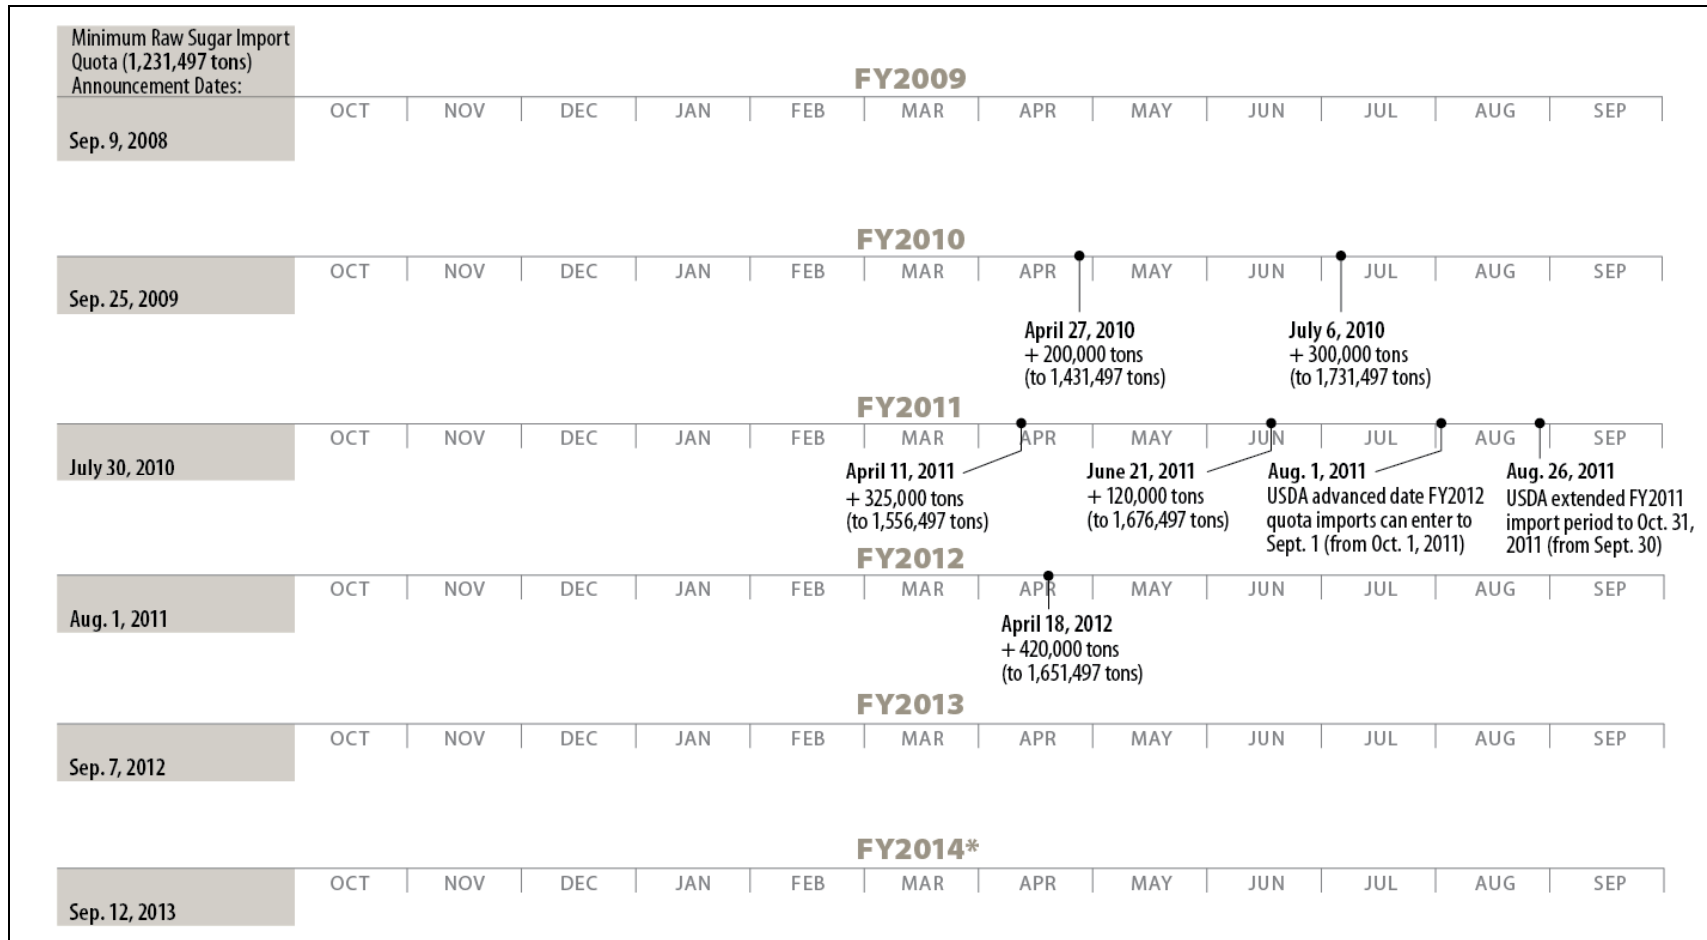 Minimum Raw Sugar Import
Quota (1,231,497 tons)
Announcement Dates:
FY2009
OCT NOV DEC JAN FEB MAR APR MAY JUN JUL AUG SEP
Sep. 9, 2008
FY2010
OCT NOV DEC JAN FEB MAR APR MAY JUN JUL AUG SEP
Sep. 25, 2009
April 27, 2010
+ 200,000 tons
(to 1,431,497 tons)
July 6, 2010
+ 300,000 tons
(to 1,731,497 tons)
FY2011
OCT NOV DEC JAN FEB MAR APR MAY JUN JUL AUG SEP
July 30, 2010
April 11, 2011
+ 325,000 tons
(to 1,556,497 tons)
June 21, 2011
+ 120,000 tons
(to 1,676,497 tons)
Aug. 1, 2011
USDA advanced date FY2012
quota imports can enter to
Sept. 1 (from Oct. 1, 2011)
Aug. 26, 2011
USDA extended FY2011
import period to Oct. 31,
2011 (from Sept. 30)
FY2012
OCT NOV DEC JAN FEB MAR APR MAY JUN JUL AUG SEP
Aug. 1, 2011
April 18, 2012
+ 420,000 tons
(to 1,651,497 tons)
FY2013
OCT NOV DEC JAN FEB MAR APR MAY JUN JUL AUG SEP
Sep. 7, 2012
FY2014*
OCT NOV DEC JAN FEB MAR APR MAY JUN JUL AUG SEP
Sep. 12, 2013